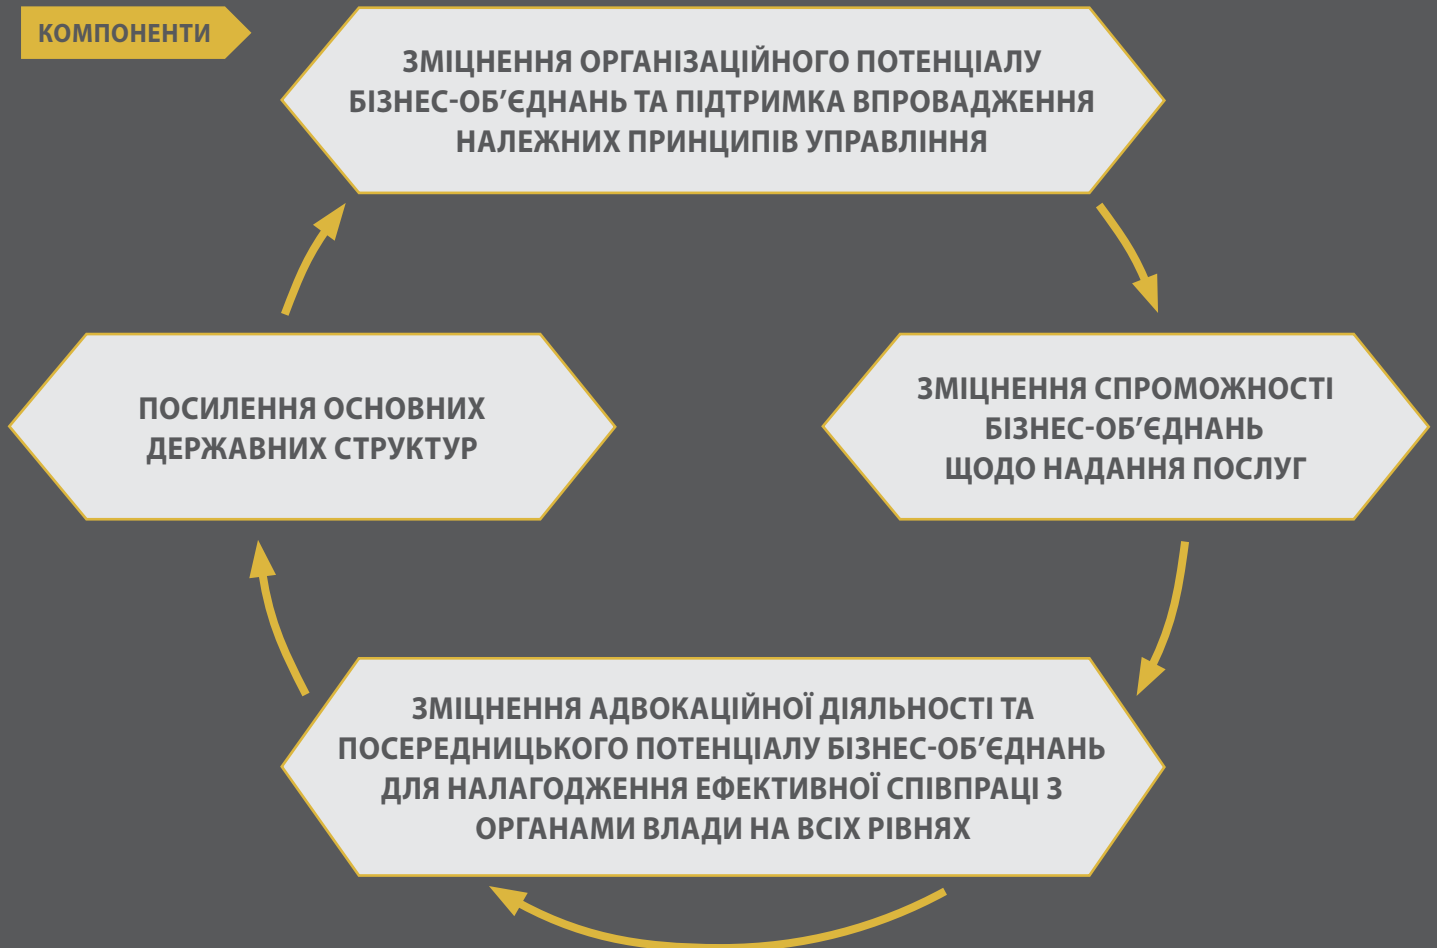 КОМПОНЕНТИ
ЗМІЦНЕННЯ ОРГАНІЗАЦІЙНОГО ПОТЕНЦІАЛУ
БІЗНЕС-ОБ’ЄДНАНЬ ТА ПІДТРИМКА ВПРОВАДЖЕННЯ
НАЛЕЖНИХ ПРИНЦИПІВ УПРАВЛІННЯ
ПОСИЛЕННЯ ОСНОВНИХ
ДЕРЖАВНИХ СТРУКТУР
ЗМІЦНЕННЯ СПРОМОЖНОСТІ
БІЗНЕС-ОБ’ЄДНАНЬ
ЩОДО НАДАННЯ ПОСЛУГ
ЗМІЦНЕННЯ АДВОКАЦІЙНОЇ ДІЯЛЬНОСТІ ТА
ПОСЕРЕДНИЦЬКОГО ПОТЕНЦІАЛУ БІЗНЕС-ОБ’ЄДНАНЬ
ДЛЯ НАЛАГОДЖЕННЯ ЕФЕКТИВНОЇ СПІВПРАЦІ З
ОРГАНАМИ ВЛАДИ НА ВСІХ РІВНЯХ